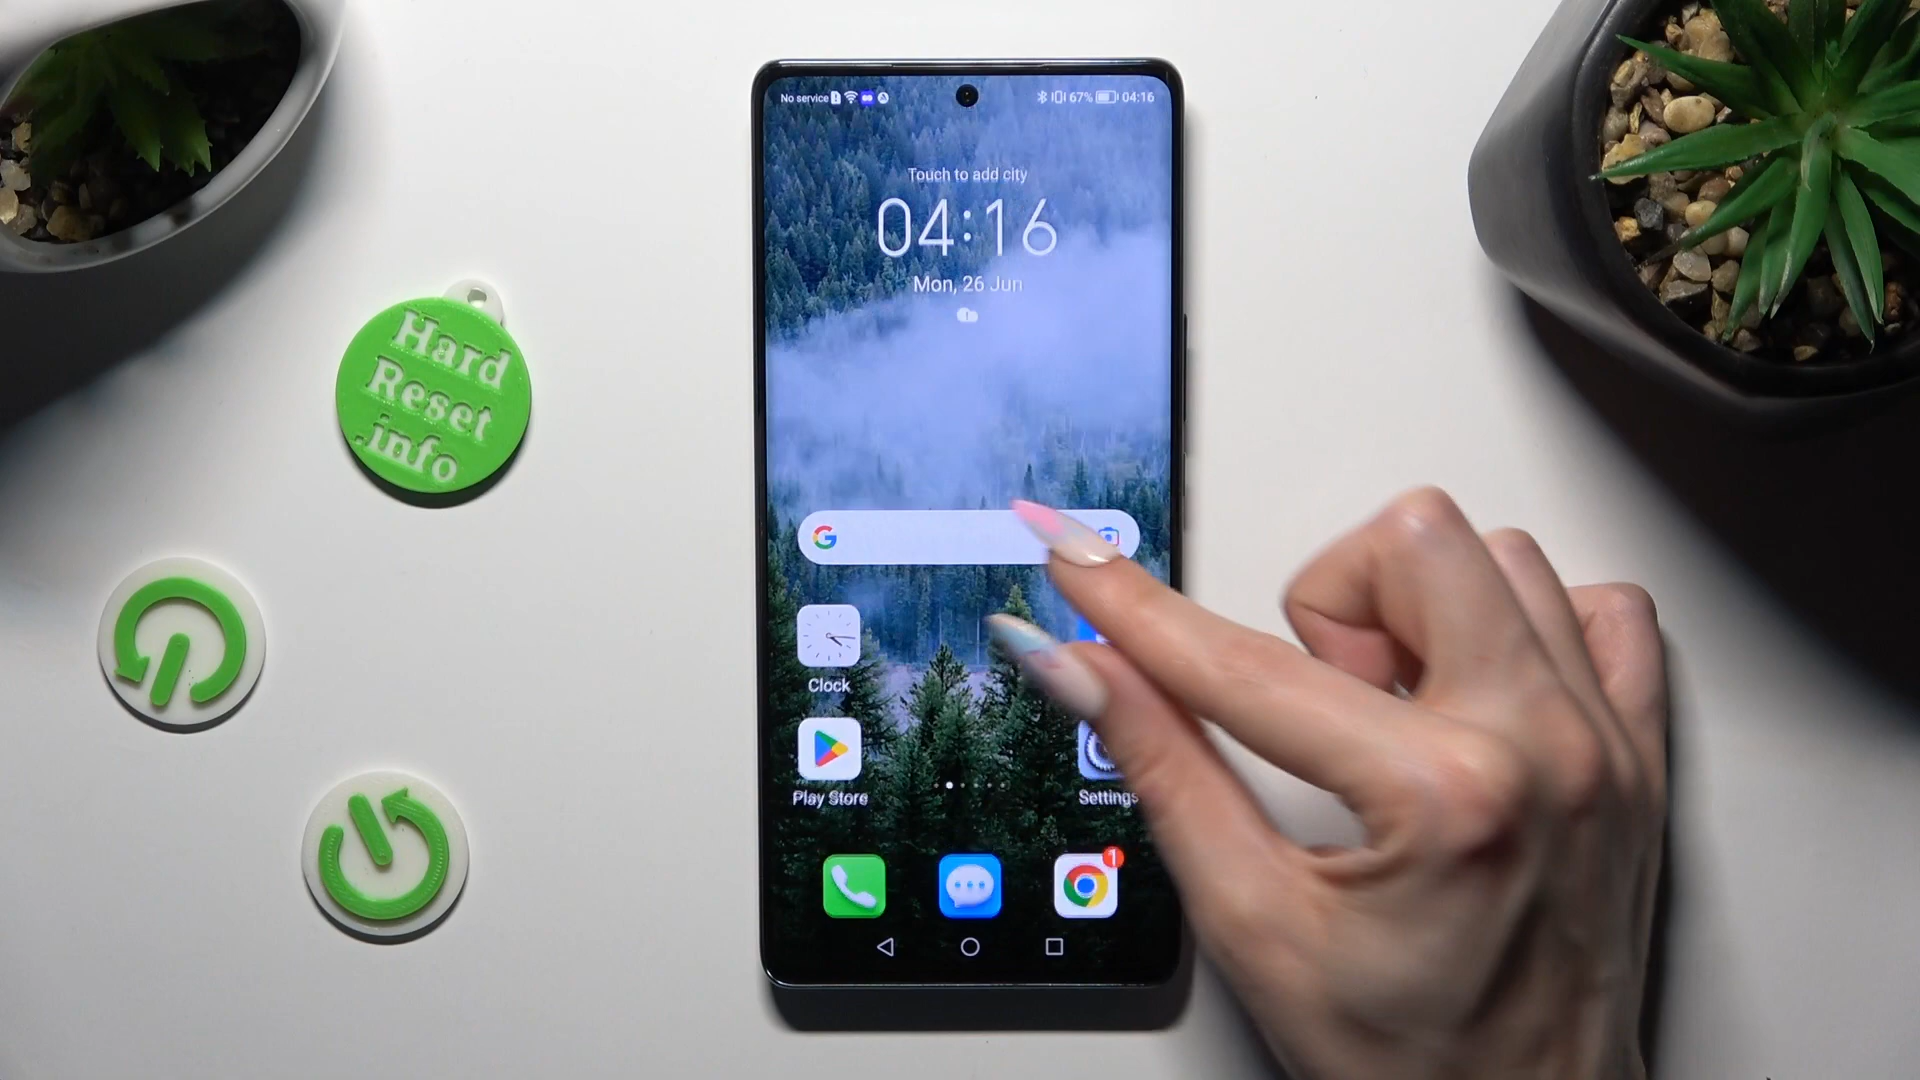 No service 67% 04:16
Touch to add city
04:16
Mon, 26 Jun
Hard
Reset
.info
G
Clock
Play Store
Settings
1